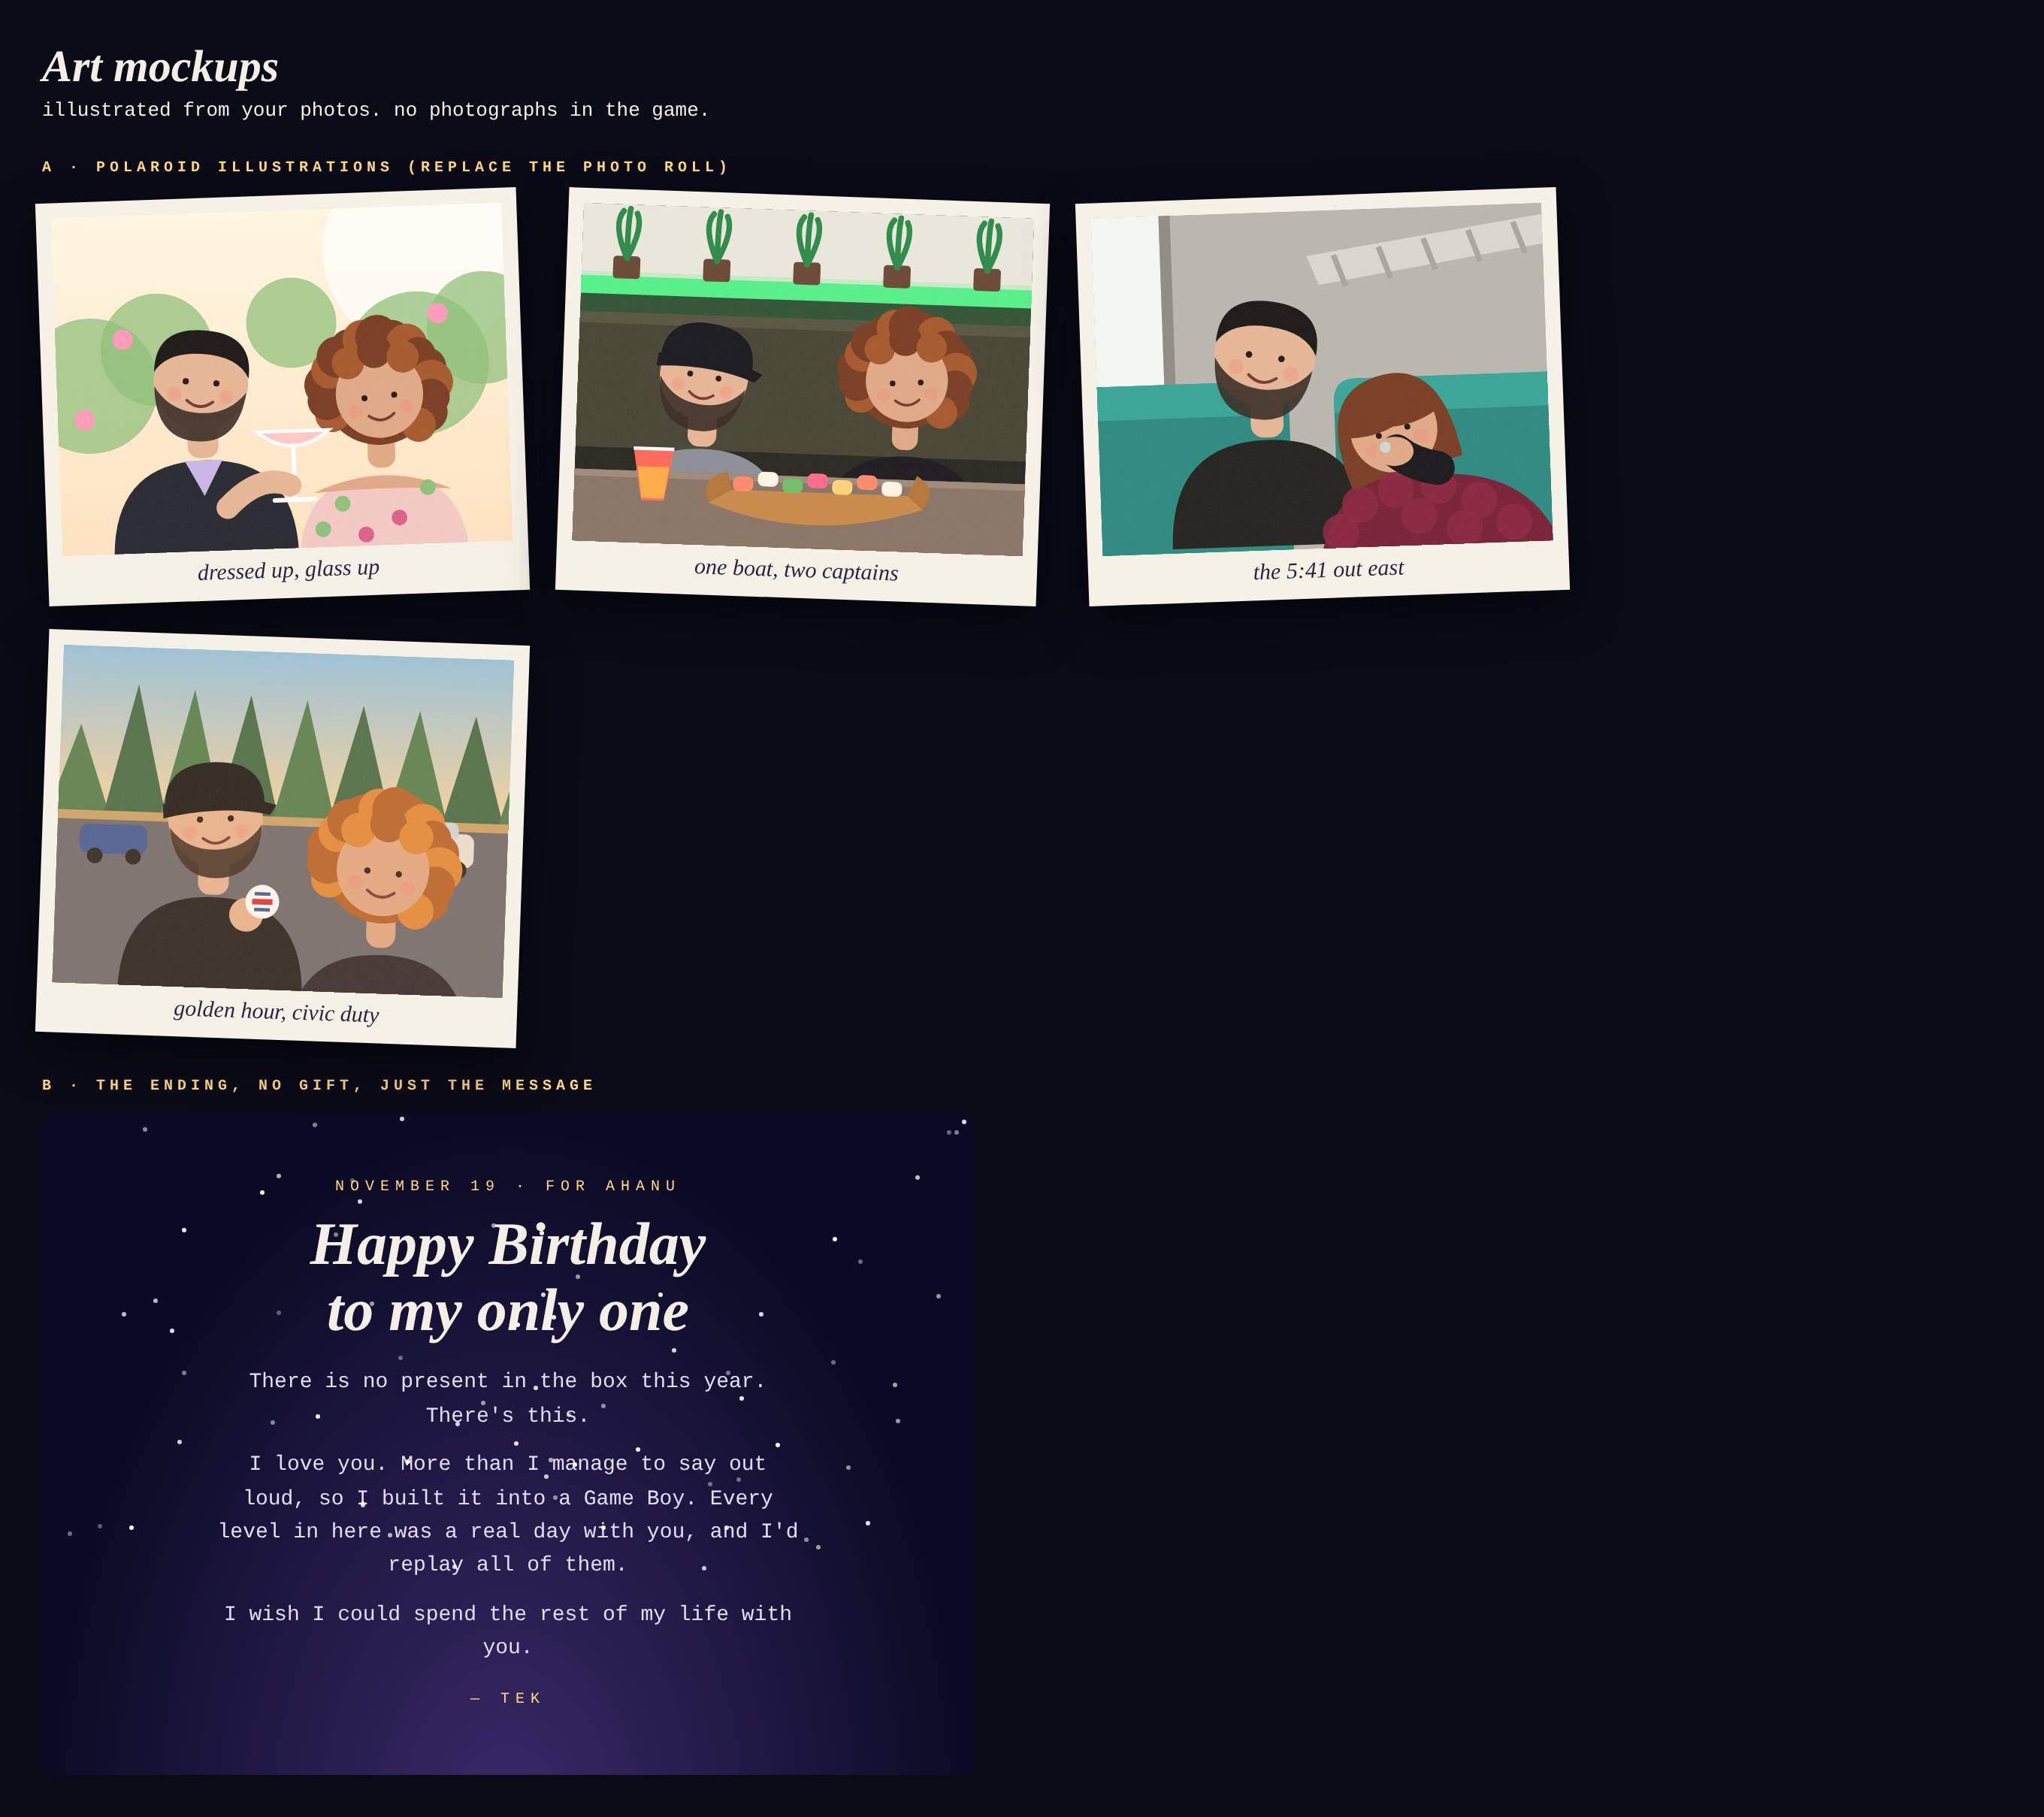 Art mockups
illustrated from your photos. no photographs in the game.
A · POLAROID ILLUSTRATIONS (REPLACE THE PHOTO ROLL)
dressed up, glass up
one boat, two captains
the 5:41 out east
golden hour, civic duty
B · THE ENDING, NO GIFT, JUST THE MESSAGE
NOVEMBER 19 · FOR AHANU
Happy Birthday
to my only one
There is no present in the box this year.
There's this.
I love you. More than I manage to say out
loud, so I built it into a Game Boy. Every
level in here was a real day with you, and I'd
replay all of them.
I wish I could spend the rest of my life with
you.
— TEK